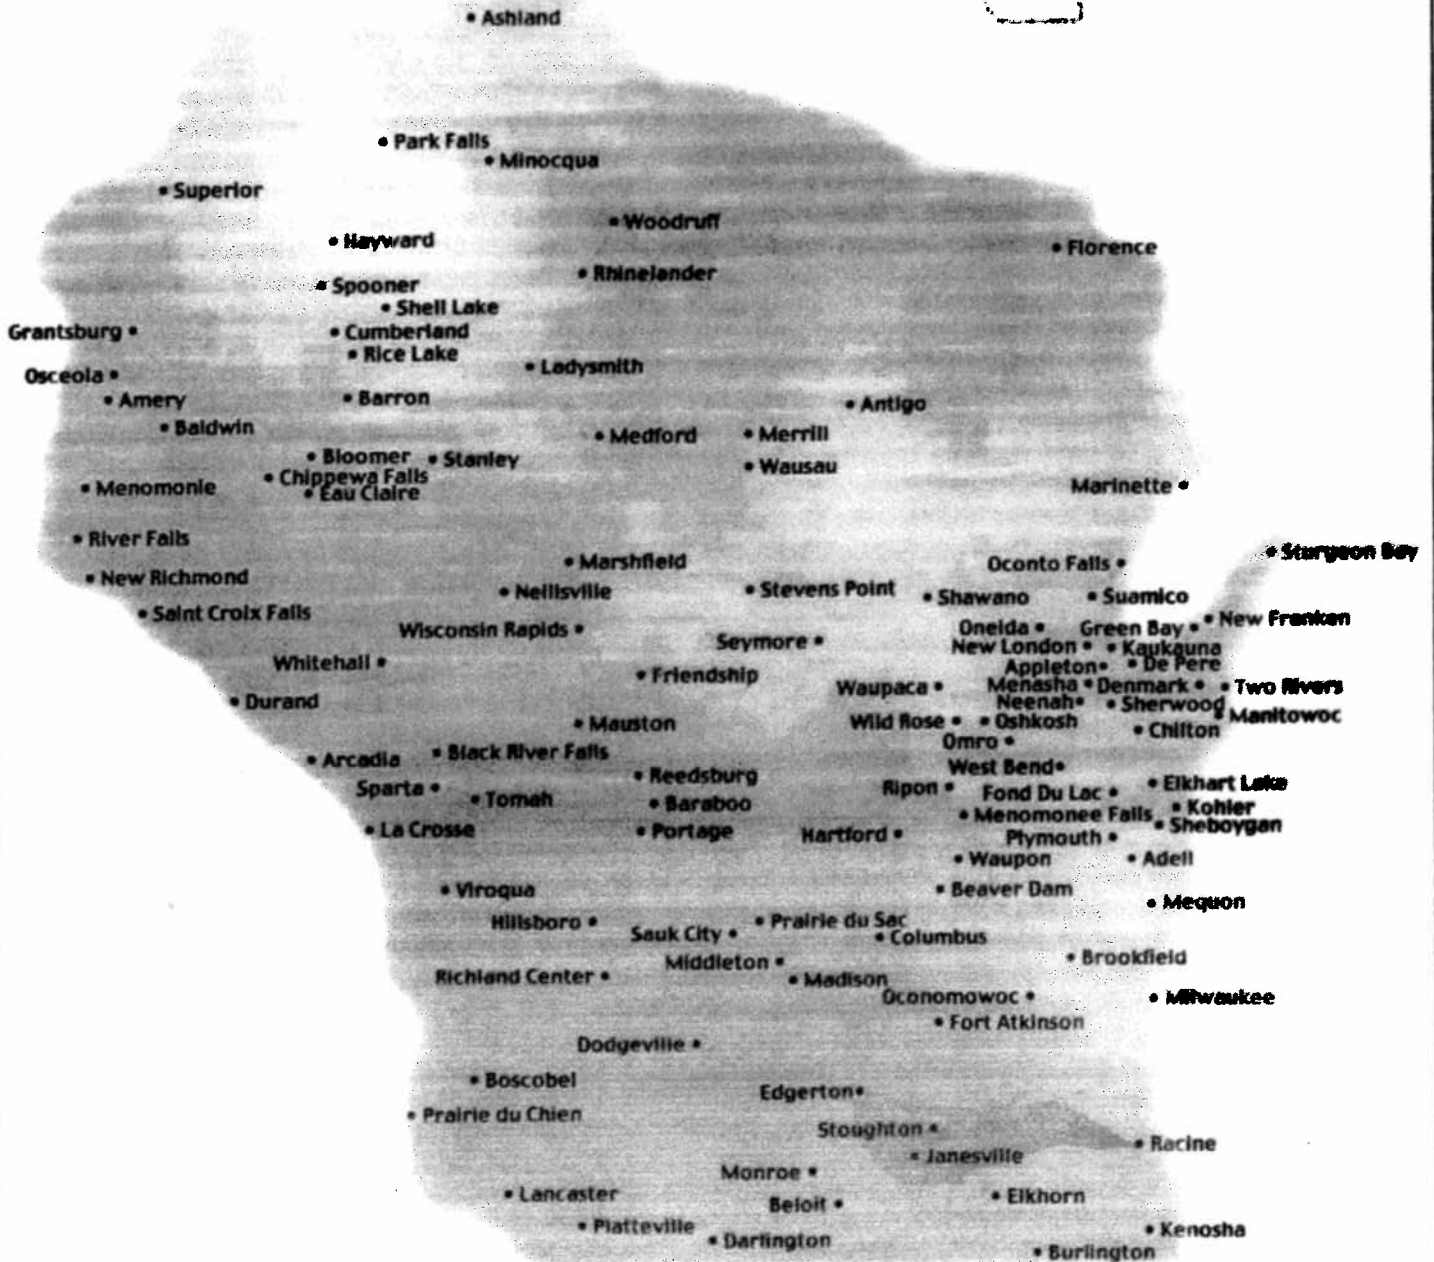 Ashland
Park Falls
Minocqua
Superior
Woodruff
Hayward
Florence
Rhinelander
Spooner
Shell Lake
Grantsburg
Cumberland
Rice Lake
Ladysmith
Osceola
Amery
Barron
Antigo
Baldwin
Medford
Merrill
Bloomer
Stanley
Wausau
Chippewa Falls
Menomonie
Eau Claire
Marinette
River Falls
Sturgeon Bay
Marshfield
Oconto Falls
New Richmond
Neillsville
Stevens Point
Shawano
Suamico
Saint Croix Falls
New Franken
Wisconsin Rapids
Oneida
Green Bay
Seymore
New London
Kaukauna
Whitehall
Appleton
De Pere
Friendship
Waupaca
Menasha
Denmark
Two Rivers
Durand
Neenah
Sherwood
Manitowoc
Mauston
Wild Rose
Oshkosh
Chilton
Omro
Arcadia
Black River Falls
West Bend
Reedsburg
Elkhart Lake
Sparta
Ripon
Fond Du Lac
Tomah
Baraboo
Kohler
Menomonee Falls
Sheboygan
La Crosse
Portage
Hartford
Plymouth
Waupon
Adell
Viroqua
Beaver Dam
Mequon
Hillsboro
Prairie du Sac
Sauk City
Columbus
Middleton
Brookfield
Richland Center
Madison
Oconomowoc
Milwaukee
Fort Atkinson
Dodgeville
Boscobel
Edgerton
Prairie du Chien
Stoughton
Racine
Janesville
Monroe
Lancaster
Beloit
Elkhorn
Platteville
Darlington
Kenosha
Burlington